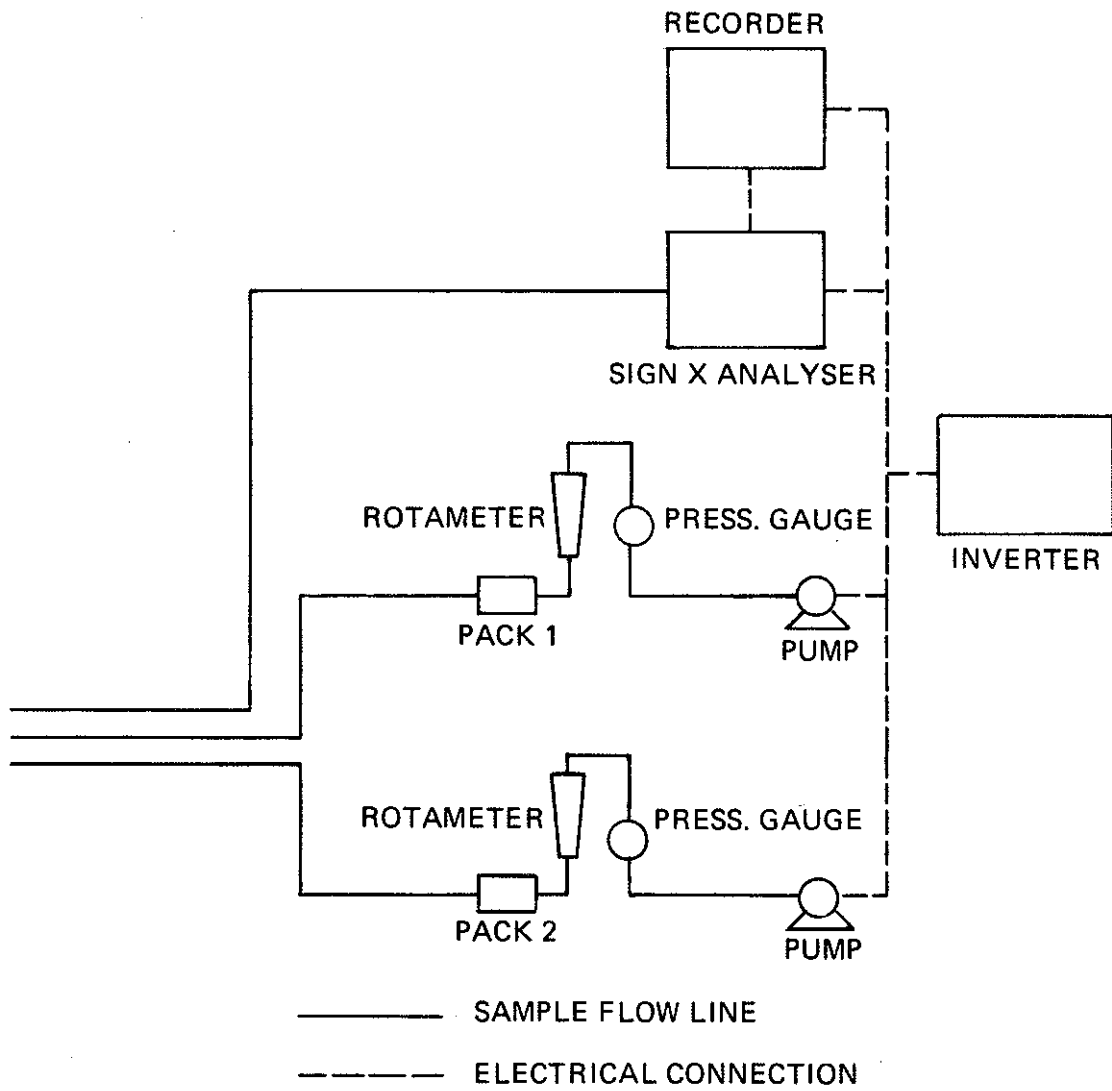 RECORDER
SIGN X ANALYSER
ROTAMETER
PRESS. GAUGE
INVERTER
PACK 1
PUMP
ROTAMETER
PRESS. GAUGE
PACK 2
PUMP
SAMPLE FLOW LINE
ELECTRICAL CONNECTION